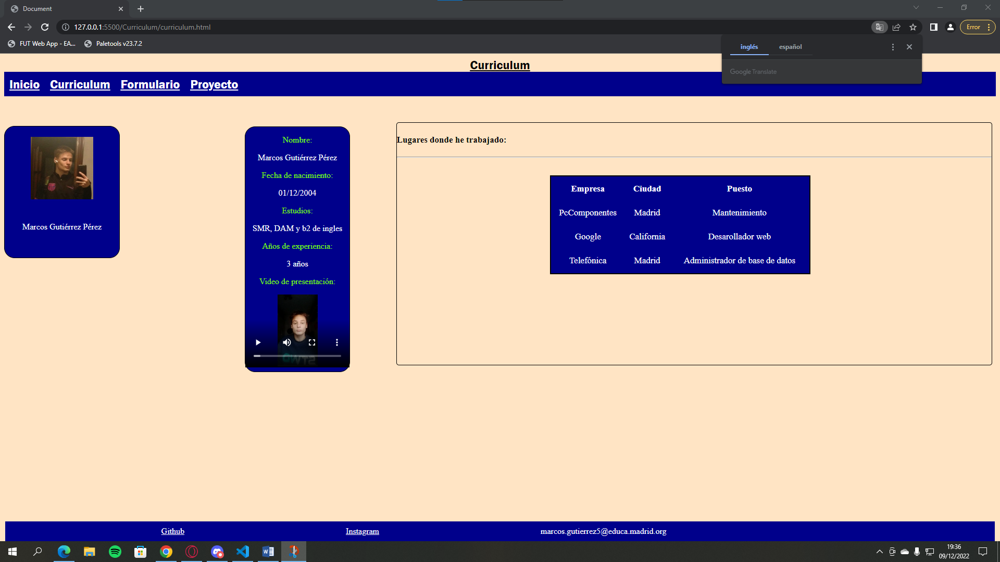 Document
127.0.0.1:5500/Curriculum/curriculum.html
Error
FUT Web App - EA...
Paletools v23.7.2
inglés
español
Google Translate
Curriculum
Inicio Curriculum Formulario Proyecto
Marcos Gutiérrez Pérez
Nombre:
Marcos Gutiérrez Pérez
Fecha de nacimiento:
01/12/2004
Estudios:
SMR, DAM y b2 de ingles
Años de experiencia:
3 años
Video de presentación:
Lugares donde he trabajado:
Empresa Ciudad Puesto
PcComponentes Madrid Mantenimiento
Google California Desarollador web
Telefónica Madrid Administrador de base de datos
Github Instagram marcos.gutierrez5@educa.madrid.org
19:36
09/12/2022